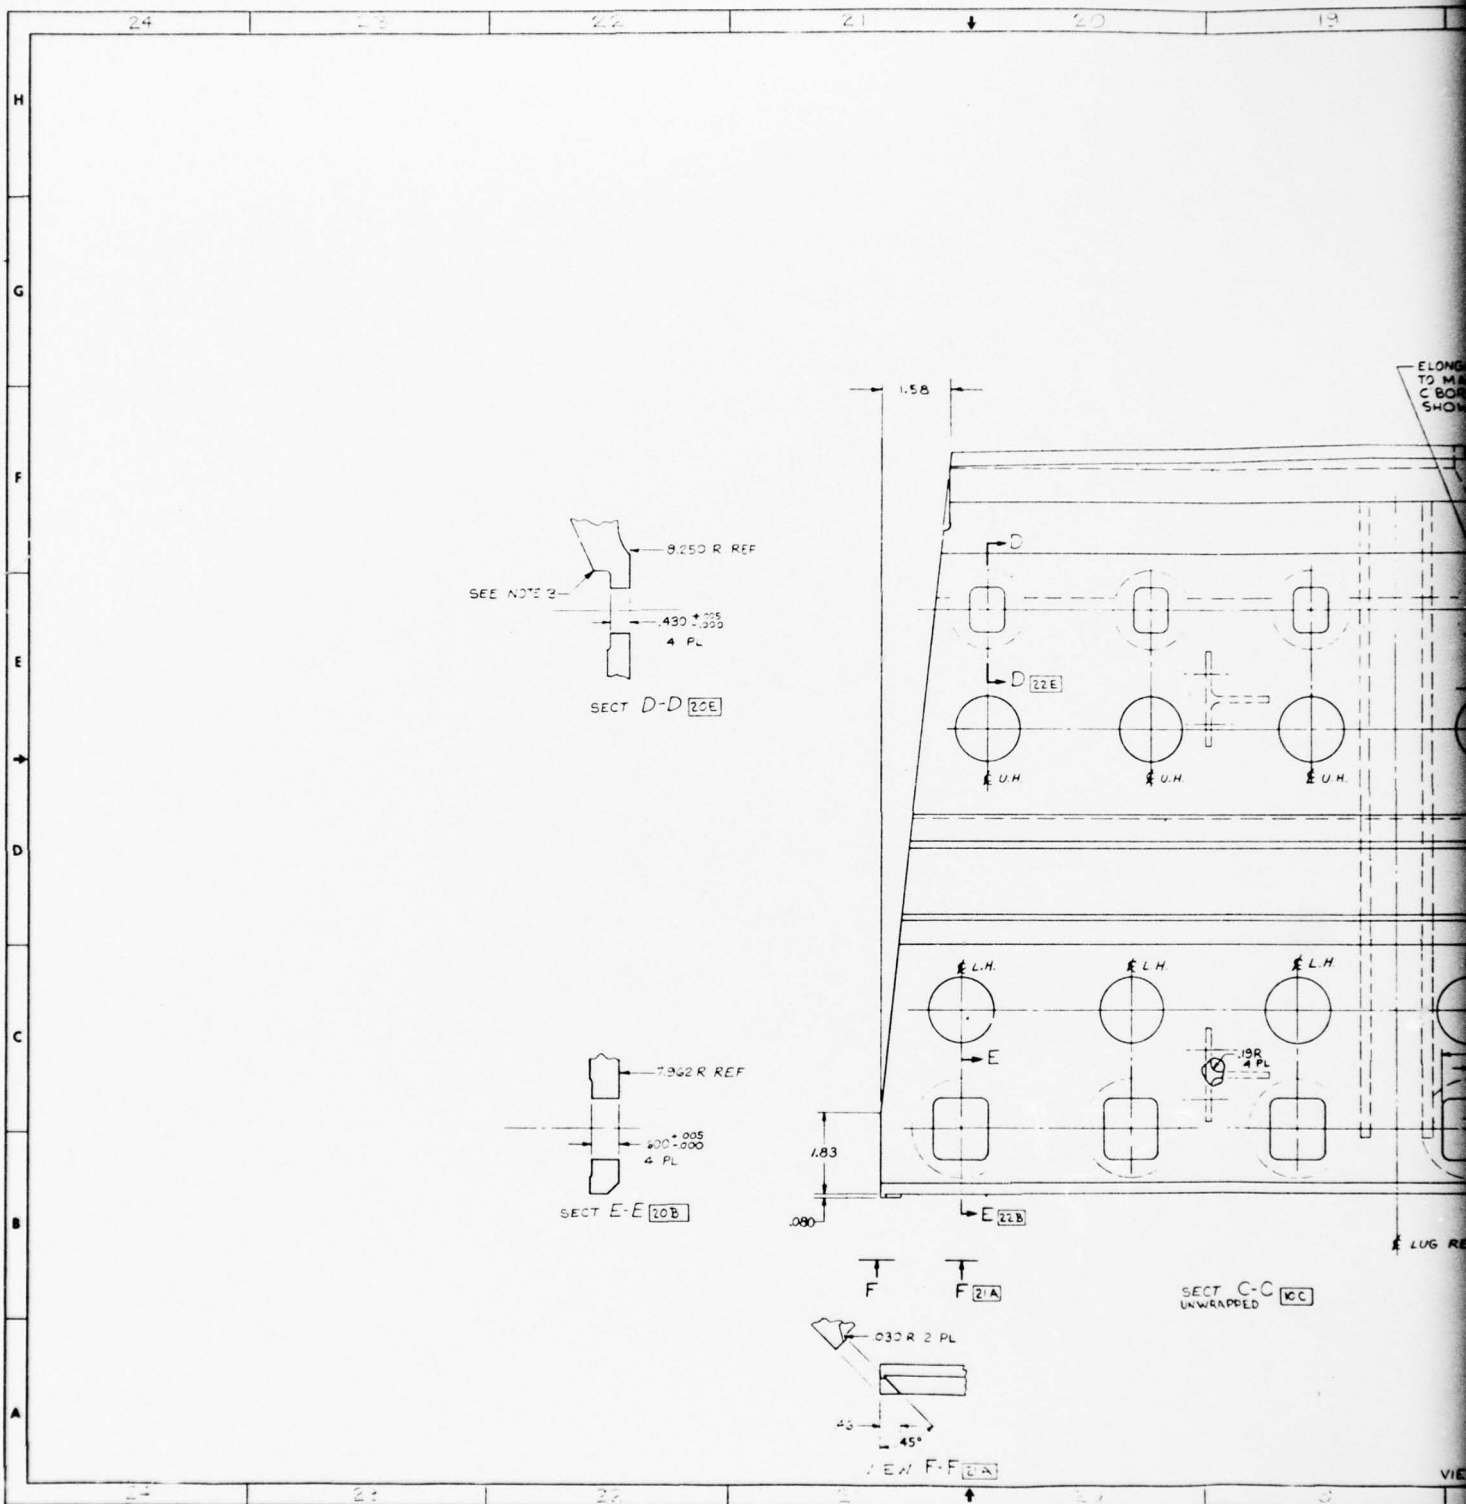 24 23 22 21 20 19
H
G
F
E
D
C
B
A
1.58
ELONG
TO MA
C BOR
SHOW
8.250 R REF
SEE NOTE 3
.430 +.005 -.000
4 PL
SECT D-D 20E
D
D 22E
℄ U.H.
℄ U.H.
℄ U.H.
℄ L.H.
℄ L.H.
℄ L.H.
7.962 R REF
+.005 -.000
4 PL
SECT E-E 20B
E
.19R
4 PL
1.83
.080
E 22B
℄ LUG RE
F
F 21A
SECT C-C 10C
UNWRAPPED
.030 R 2 PL
45°
F-F 21A
VIE